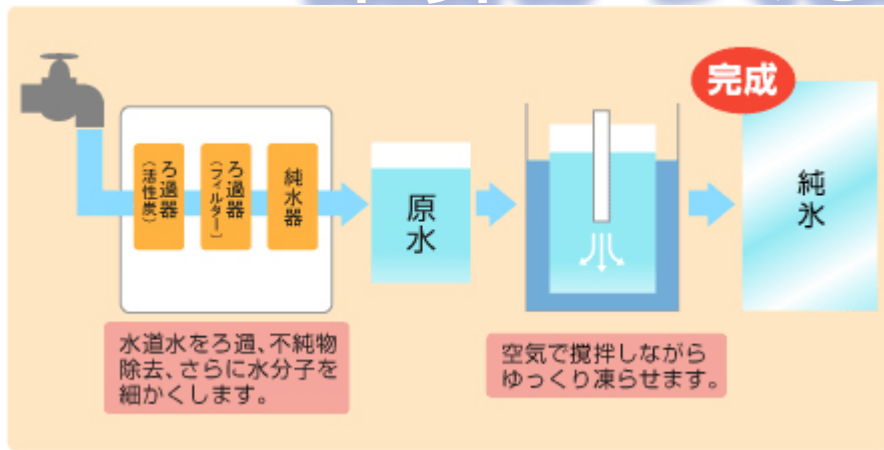 完成
ろ過器
（活性炭）
ろ過器
（フィルター）
純水器
原水
純氷
水道水をろ過、不純物
除去、さらに水分子を
細かくします。
空気で撹拌しながら
ゆっくり凍らせます。